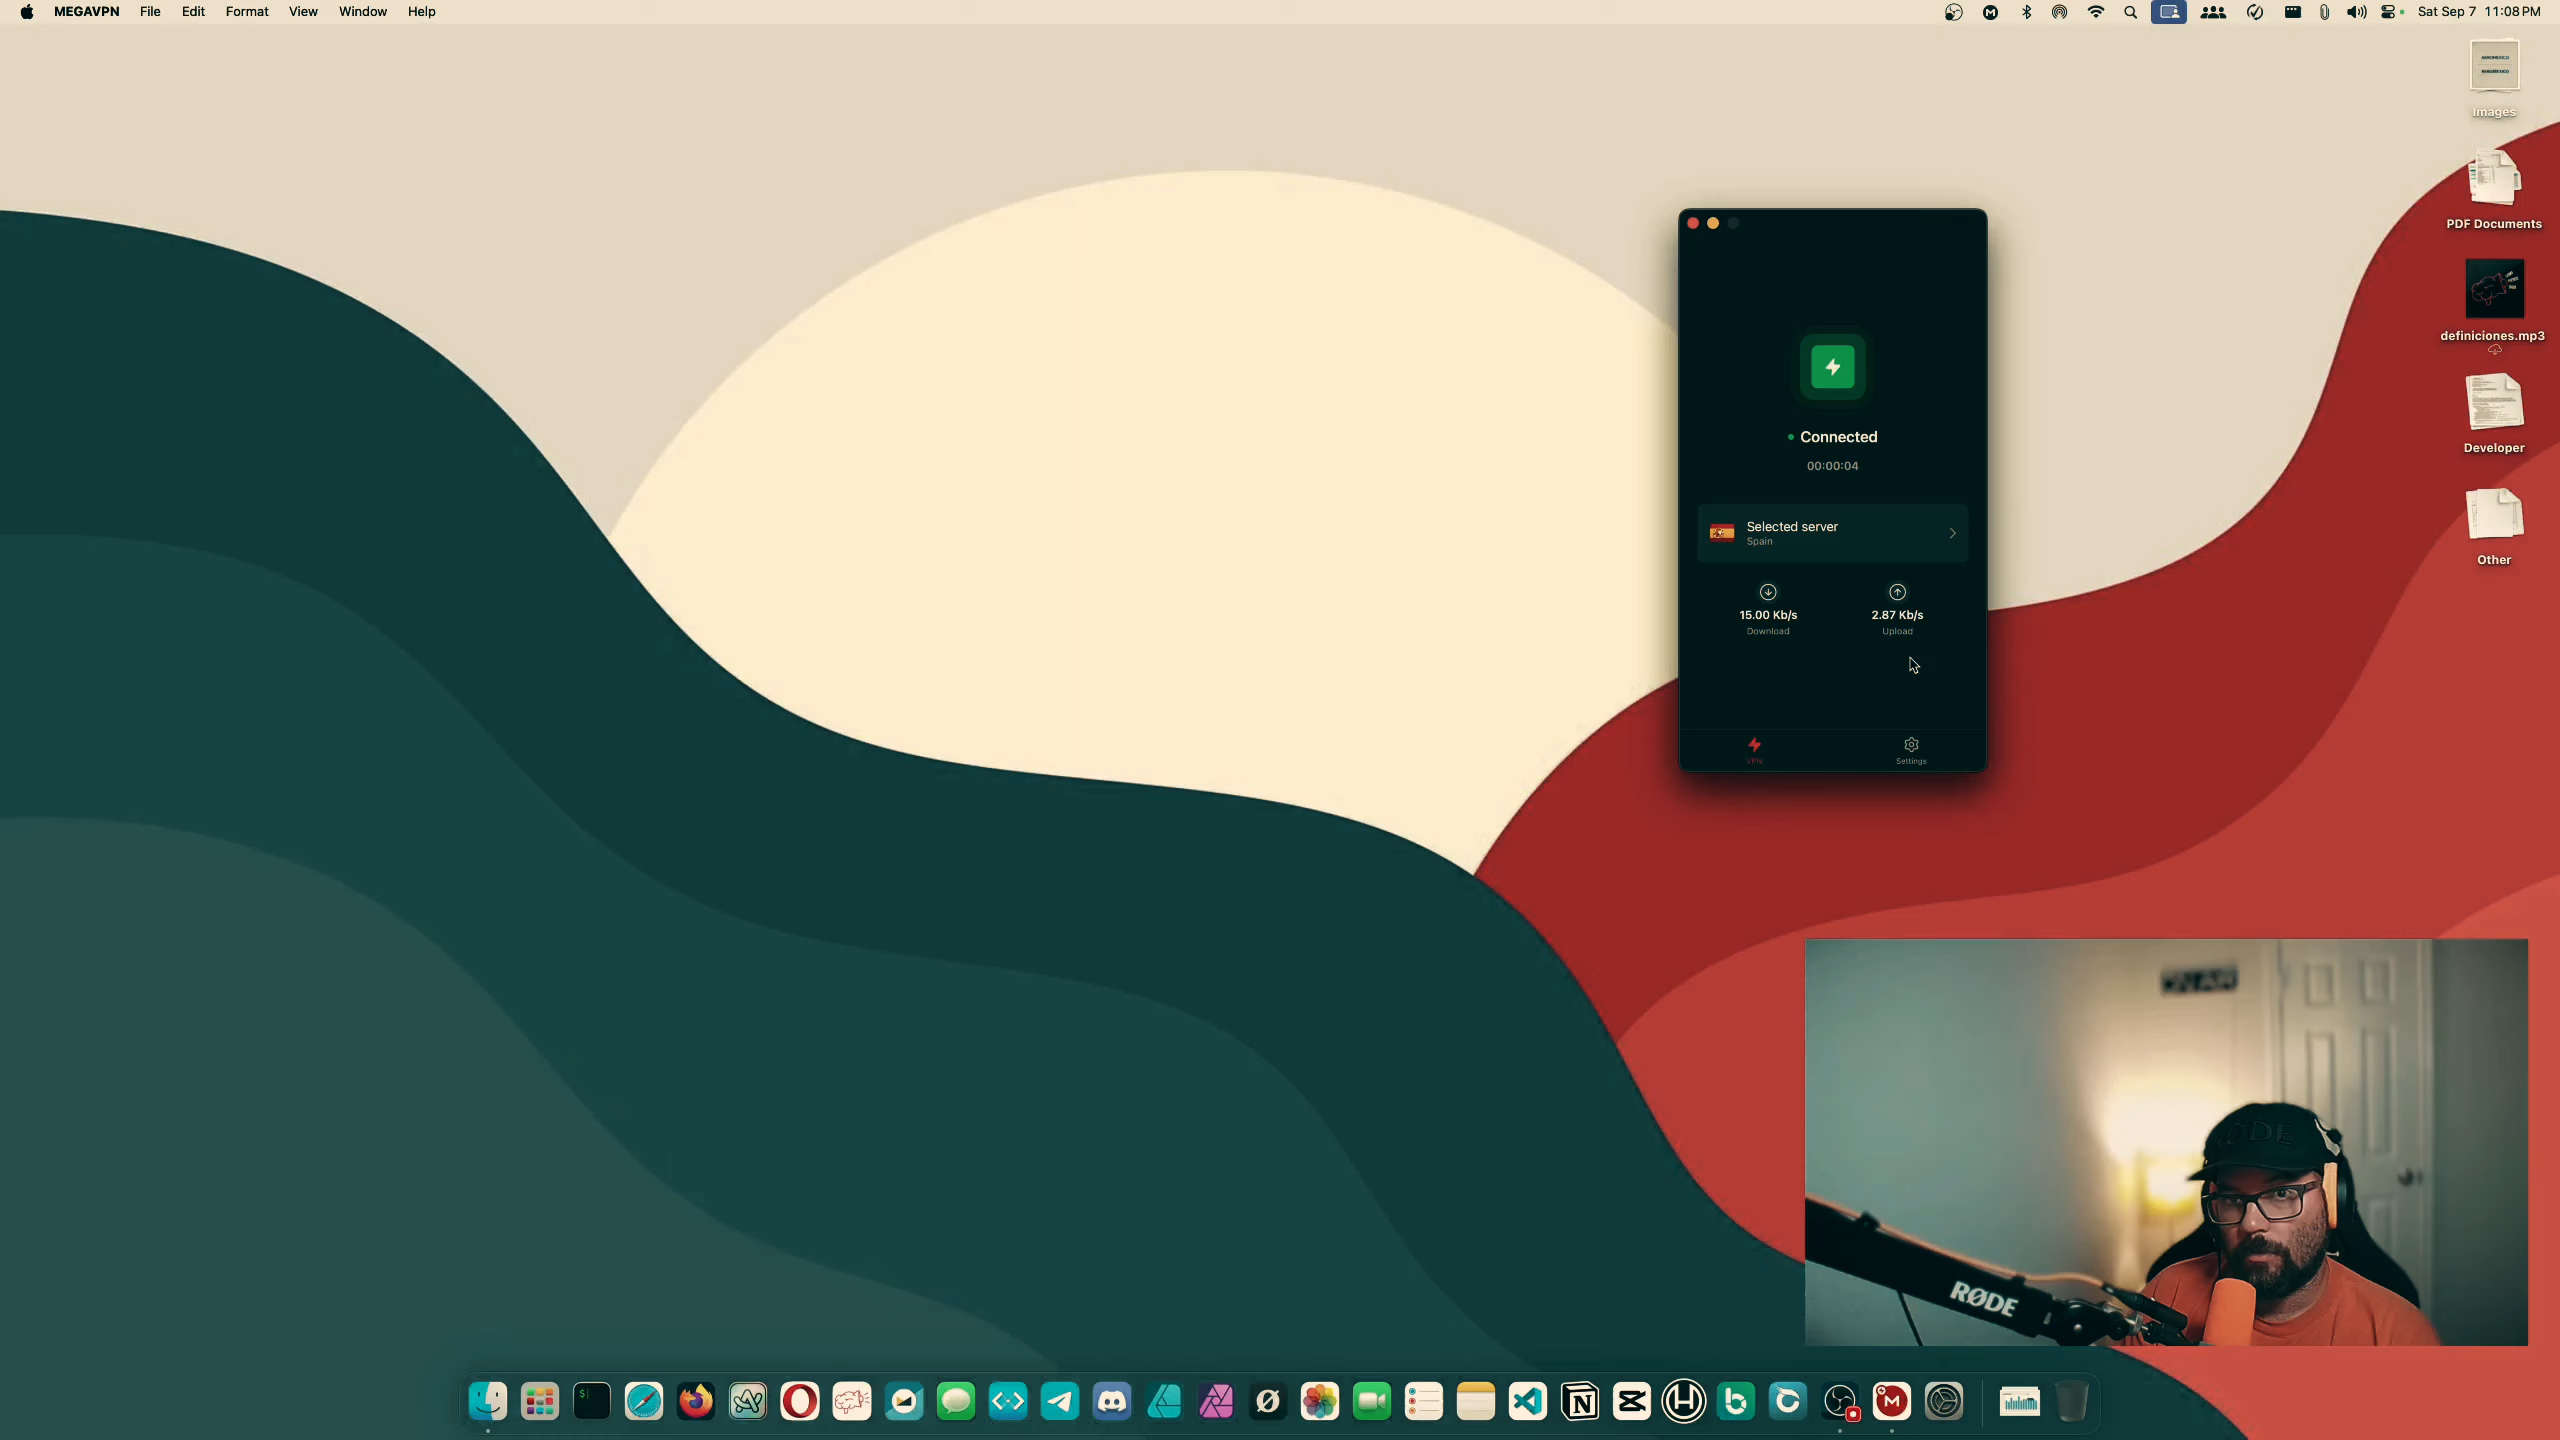 MEGAVPN File Edit Format View Window Help
Sat Sep 7 11:08 PM
Images
PDF Documents
definiciones.mp3
Developer
Other
Connected
00:00:04
Selected server
Spain
15.00 Kb/s
Download
2.87 Kb/s
Upload
VPN
Settings
RØDE